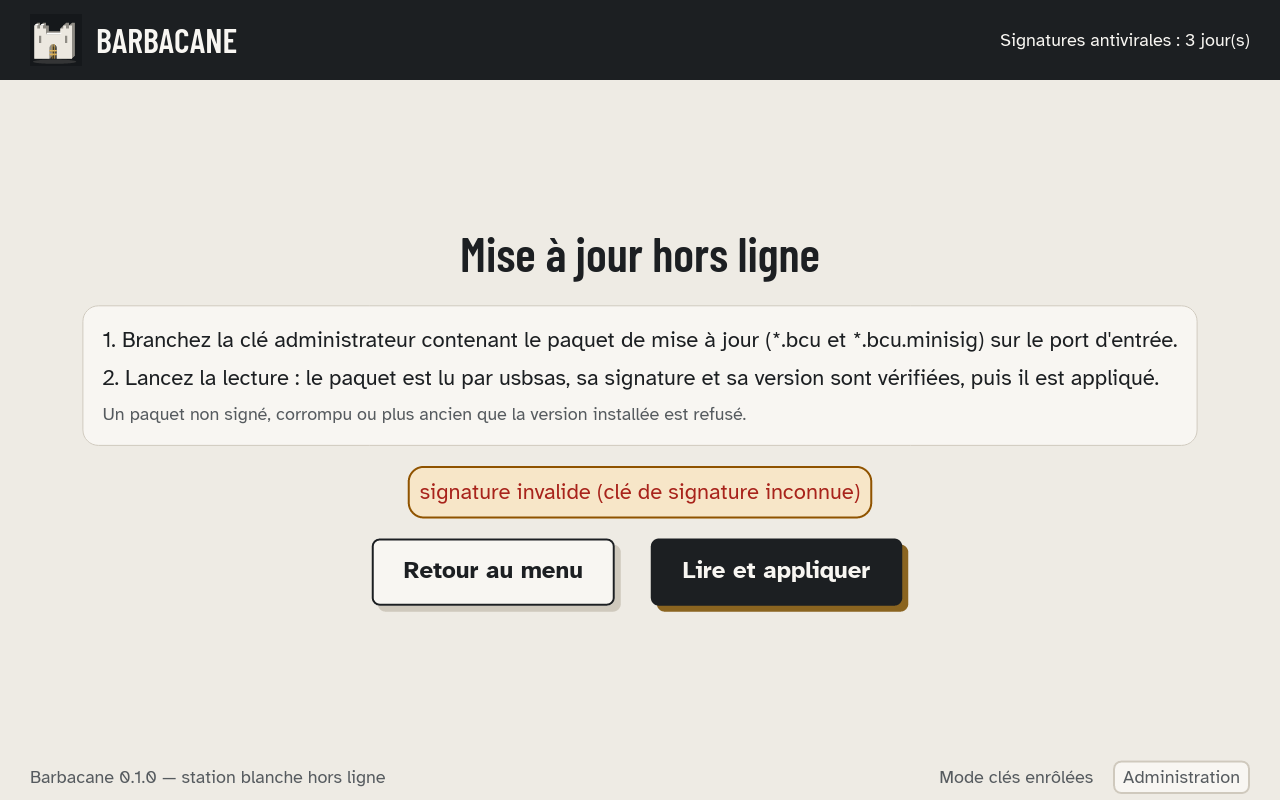 BARBACANE
Signatures antivirales : 3 jour(s)
Mise à jour hors ligne
1. Branchez la clé administrateur contenant le paquet de mise à jour (*.bcu et *.bcu.minisig) sur le port d'entrée.
2. Lancez la lecture : le paquet est lu par usbsas, sa signature et sa version sont vérifiées, puis il est appliqué.
Un paquet non signé, corrompu ou plus ancien que la version installée est refusé.
signature invalide (clé de signature inconnue)
Retour au menu
Lire et appliquer
Barbacane 0.1.0 — station blanche hors ligne
Mode clés enrôlées
Administration